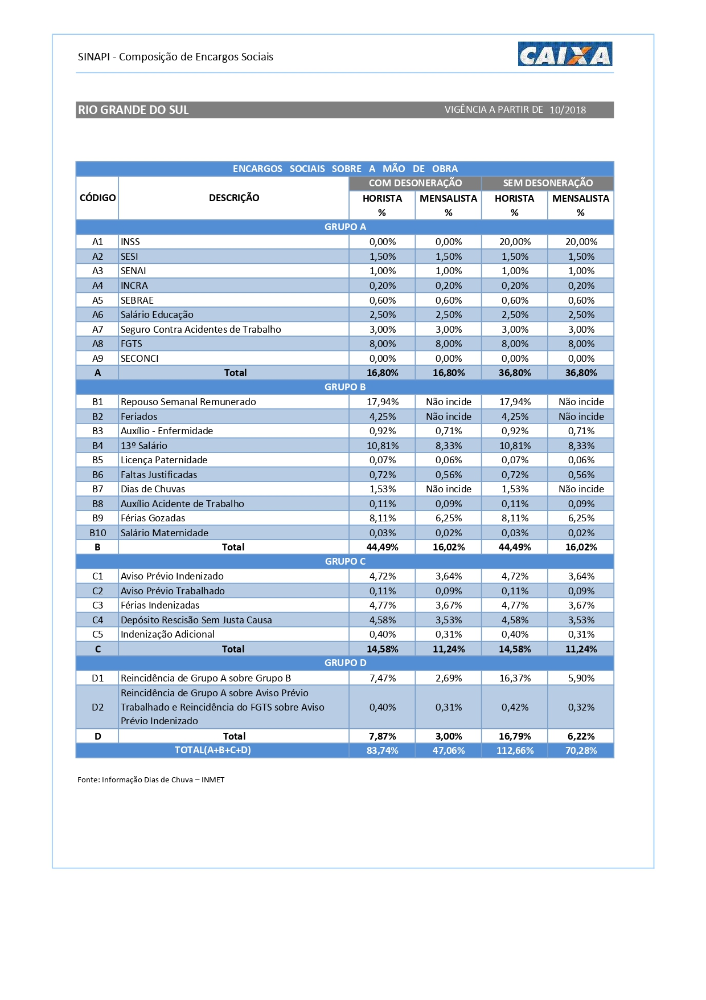 SINAPI - Composição de Encargos Sociais
CAIXA
RIO GRANDE DO SUL VIGÊNCIA A PARTIR DE 10/2018
ENCARGOS SOCIAIS SOBRE A MÃO DE OBRA
COM DESONERAÇÃO SEM DESONERAÇÃO
CÓDIGO DESCRIÇÃO HORISTA MENSALISTA HORISTA MENSALISTA
% % % %
GRUPO A
A1 INSS 0,00% 0,00% 20,00% 20,00%
A2 SESI 1,50% 1,50% 1,50% 1,50%
A3 SENAI 1,00% 1,00% 1,00% 1,00%
A4 INCRA 0,20% 0,20% 0,20% 0,20%
A5 SEBRAE 0,60% 0,60% 0,60% 0,60%
A6 Salário Educação 2,50% 2,50% 2,50% 2,50%
A7 Seguro Contra Acidentes de Trabalho 3,00% 3,00% 3,00% 3,00%
A8 FGTS 8,00% 8,00% 8,00% 8,00%
A9 SECONCI 0,00% 0,00% 0,00% 0,00%
A Total 16,80% 16,80% 36,80% 36,80%
GRUPO B
B1 Repouso Semanal Remunerado 17,94% Não incide 17,94% Não incide
B2 Feriados 4,25% Não incide 4,25% Não incide
B3 Auxílio - Enfermidade 0,92% 0,71% 0,92% 0,71%
B4 13º Salário 10,81% 8,33% 10,81% 8,33%
B5 Licença Paternidade 0,07% 0,06% 0,07% 0,06%
B6 Faltas Justificadas 0,72% 0,56% 0,72% 0,56%
B7 Dias de Chuvas 1,53% Não incide 1,53% Não incide
B8 Auxílio Acidente de Trabalho 0,11% 0,09% 0,11% 0,09%
B9 Férias Gozadas 8,11% 6,25% 8,11% 6,25%
B10 Salário Maternidade 0,03% 0,02% 0,03% 0,02%
B Total 44,49% 16,02% 44,49% 16,02%
GRUPO C
C1 Aviso Prévio Indenizado 4,72% 3,64% 4,72% 3,64%
C2 Aviso Prévio Trabalhado 0,11% 0,09% 0,11% 0,09%
C3 Férias Indenizadas 4,77% 3,67% 4,77% 3,67%
C4 Depósito Rescisão Sem Justa Causa 4,58% 3,53% 4,58% 3,53%
C5 Indenização Adicional 0,40% 0,31% 0,40% 0,31%
C Total 14,58% 11,24% 14,58% 11,24%
GRUPO D
D1 Reincidência de Grupo A sobre Grupo B 7,47% 2,69% 16,37% 5,90%
Reincidência de Grupo A sobre Aviso Prévio
D2 Trabalhado e Reincidência do FGTS sobre Aviso 0,40% 0,31% 0,42% 0,32%
Prévio Indenizado
D Total 7,87% 3,00% 16,79% 6,22%
TOTAL(A+B+C+D) 83,74% 47,06% 112,66% 70,28%
Fonte: Informação Dias de Chuva – INMET